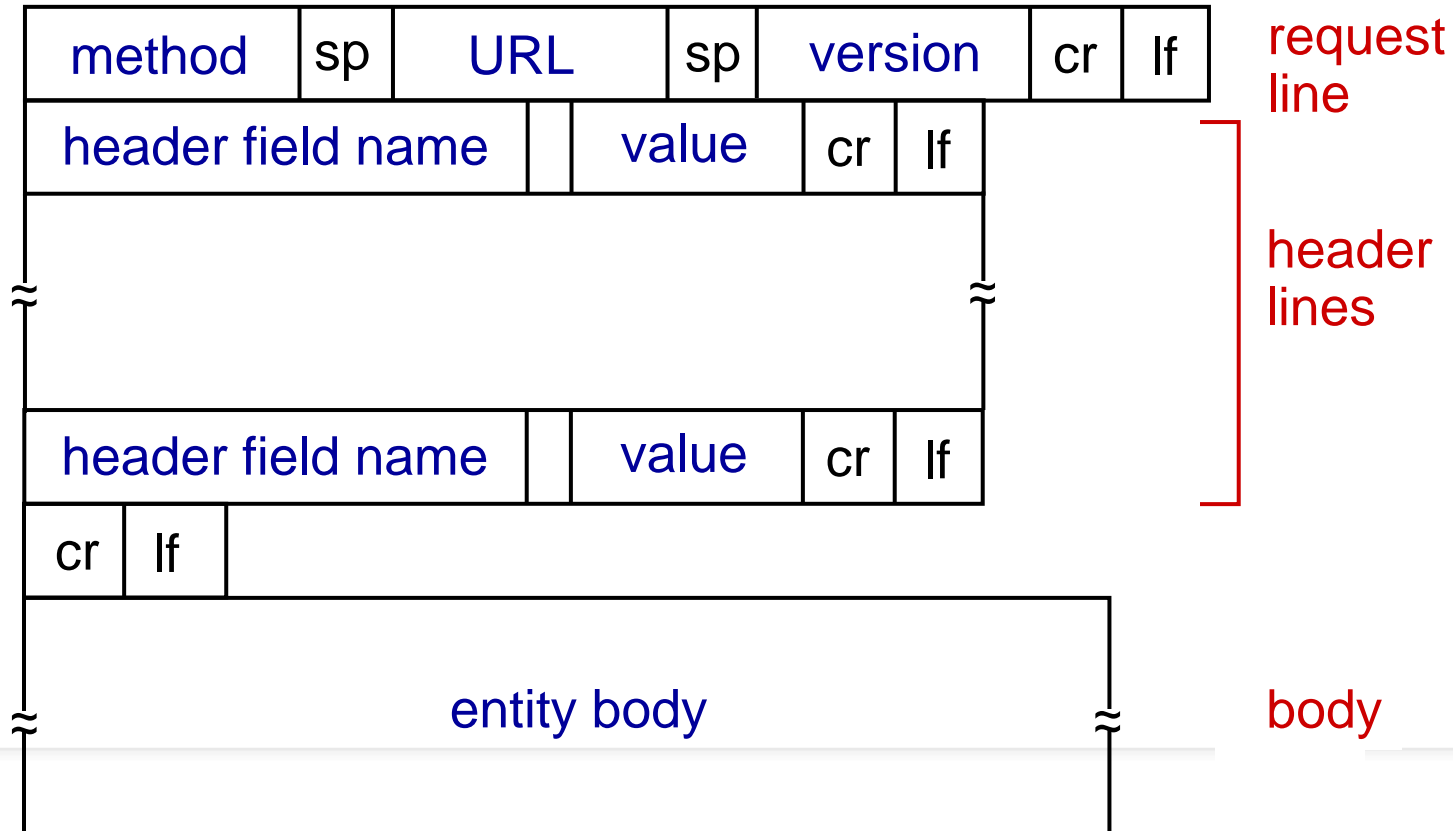 method sp URL sp version cr lf
request
line
header field name value cr lf
header
lines
≈ ≈
header field name value cr lf
cr lf
≈ entity body ≈
body